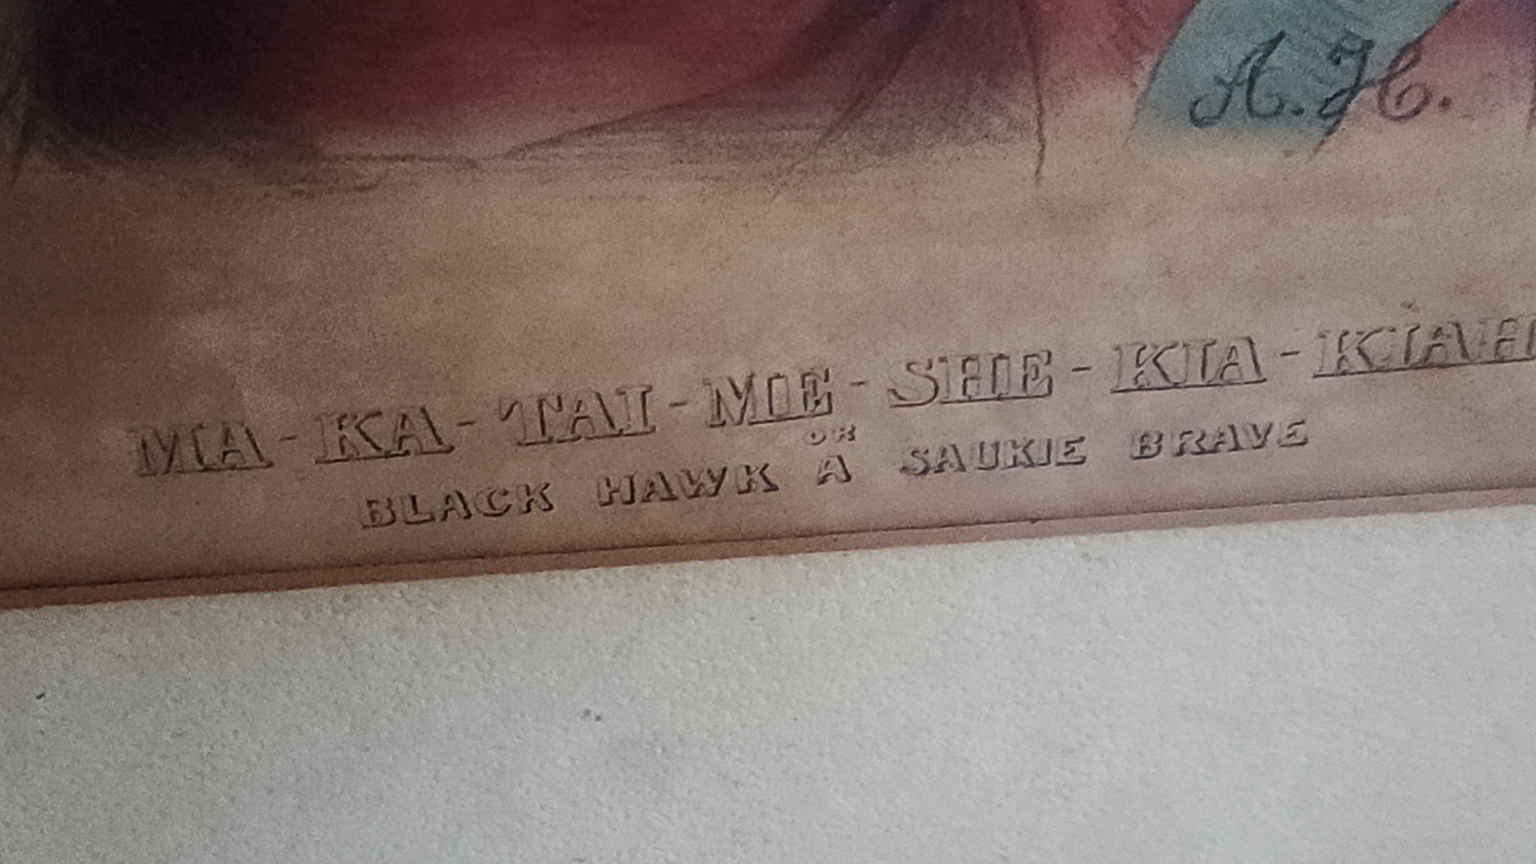 A. H.
MA - KA - TAI - ME - SHE - KIA - KIAH
OR
BLACK HAWK A SAUKIE BRAVE